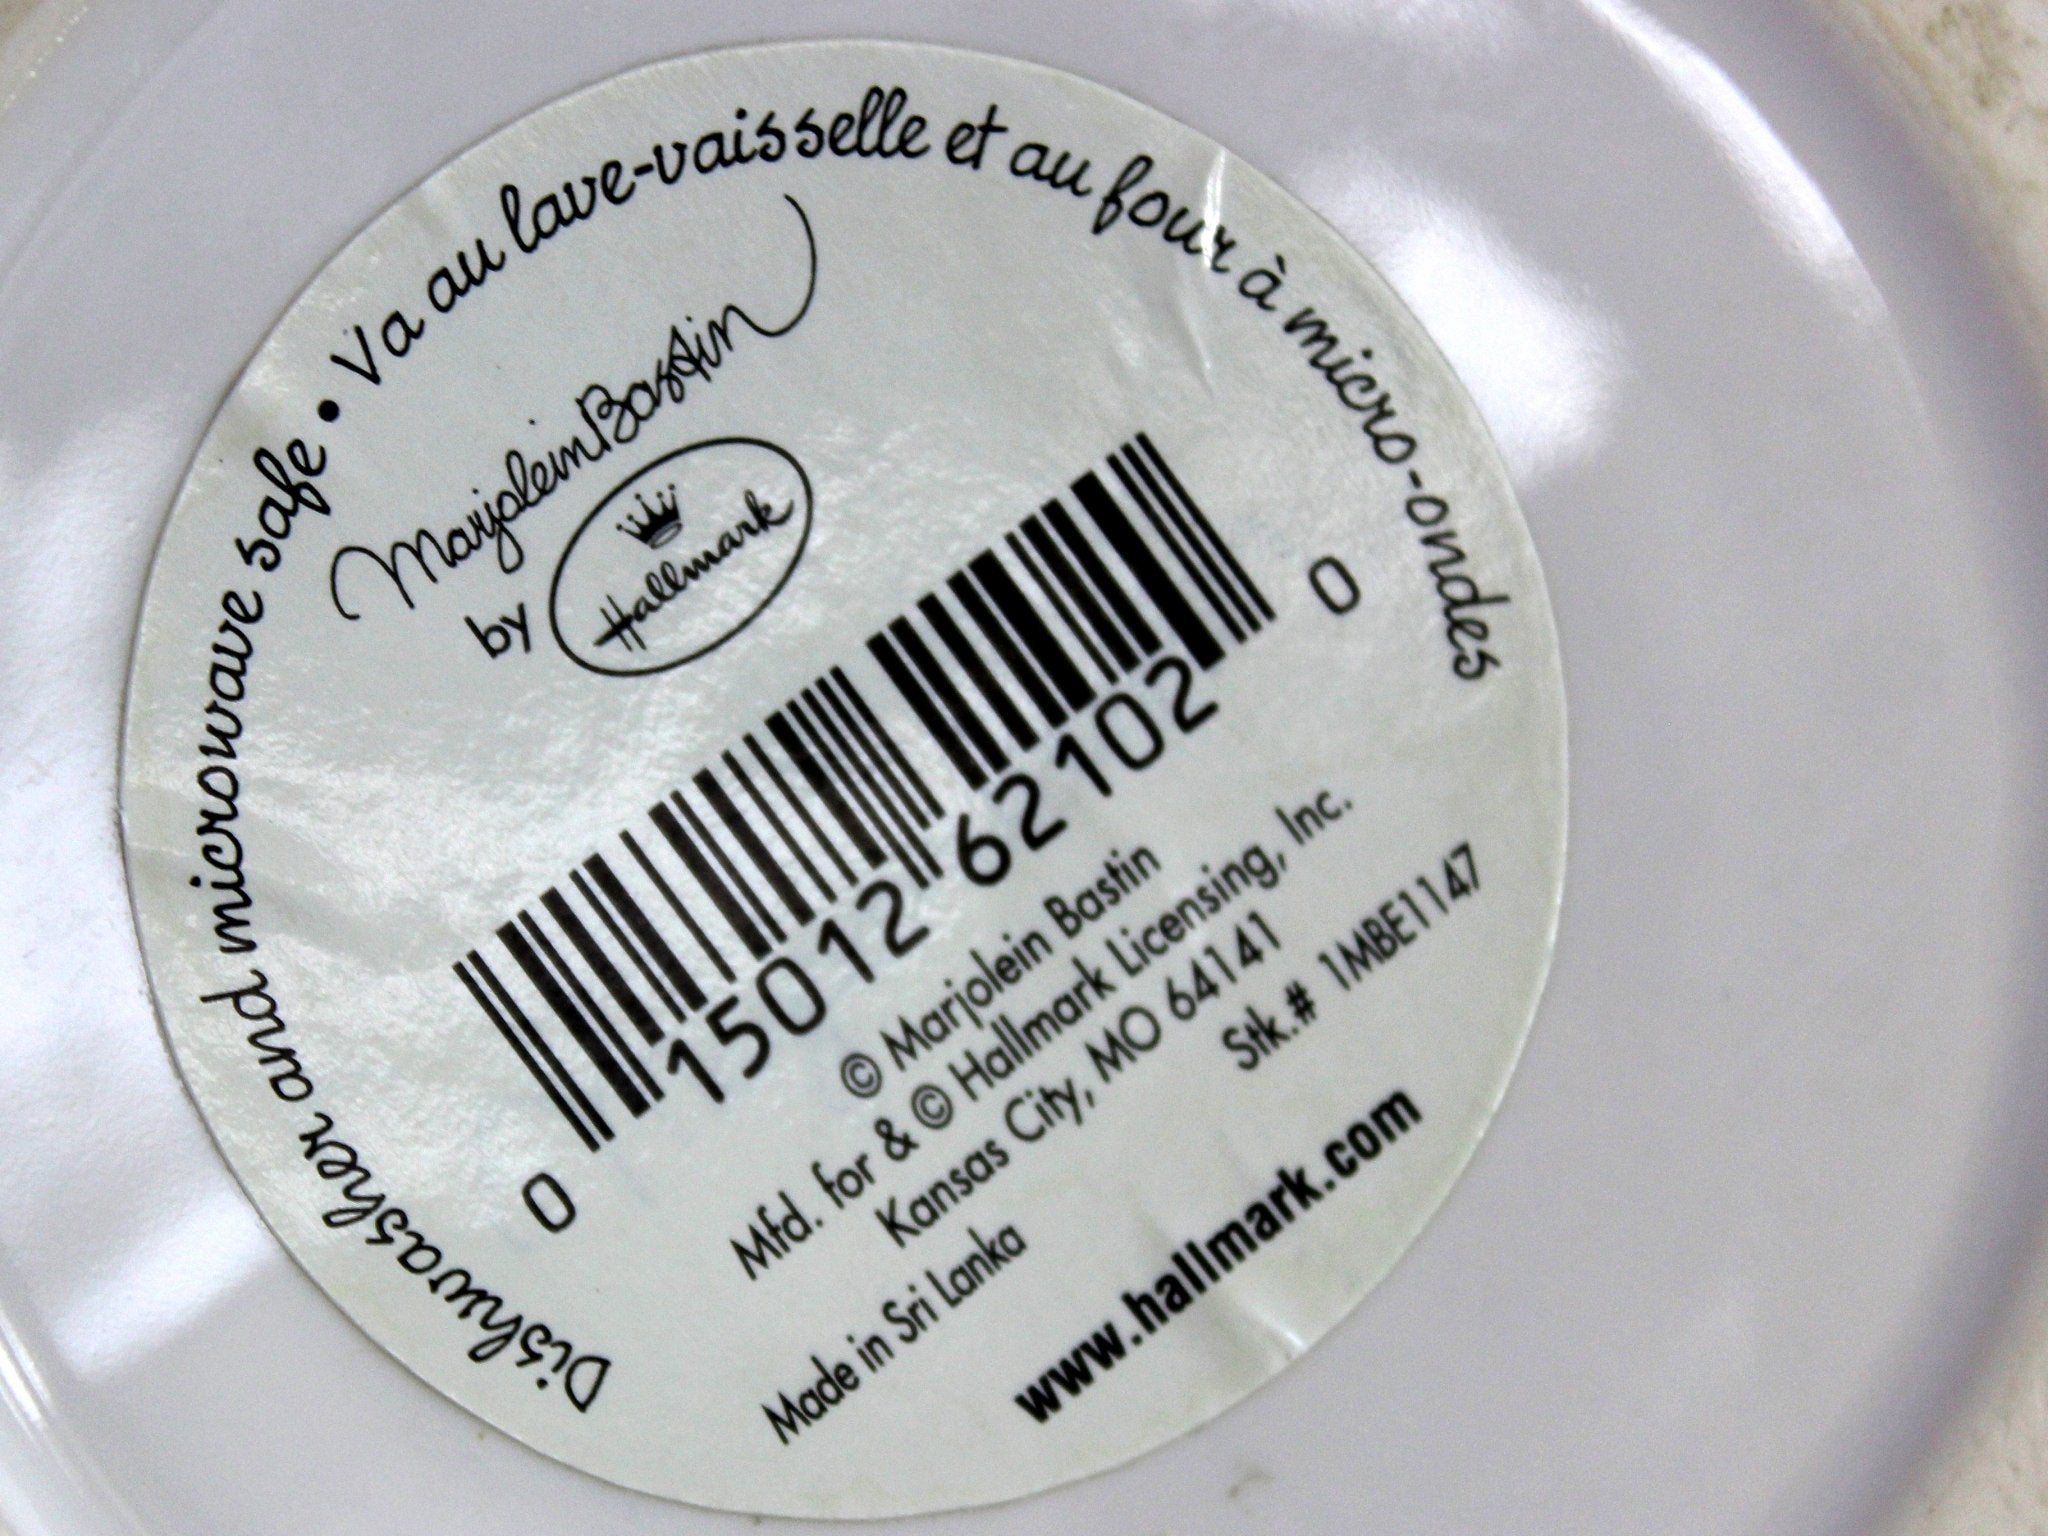 Dishwasher and microwave safe • Va au lave-vaisselle et au four à micro-ondes
Marjolein Bastin
by Hallmark
0 15012 62102 0
© Marjolein Bastin
Mfd. for & © Hallmark Licensing, Inc.
Kansas City, MO 64141
Stk.# 1MBE1147
Made in Sri Lanka
www.hallmark.com